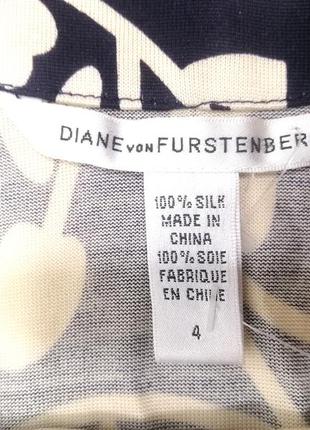 DIANE VON FURSTENBER
100% SILK
MADE IN
CHINA
100% SOIE
FABRIQUE
EN CHINE
4